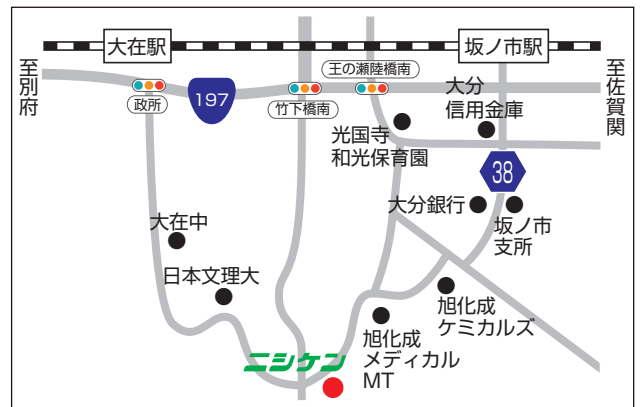 大在駅
坂ノ市駅
至別府
至佐賀関
王の瀬陸橋南
政所
197
竹下橋南
大分
信用金庫
光国寺
和光保育園
38
大分銀行
坂ノ市
支所
大在中
日本文理大
旭化成
ケミカルズ
旭化成
メディカル
MT
ニシケン